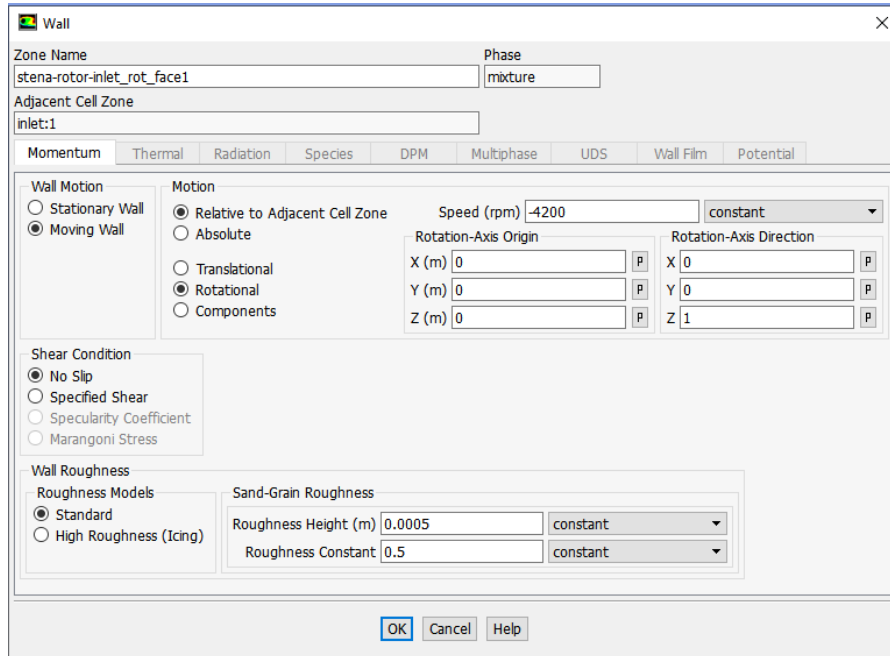 Wall
Zone Name Phase
stena-rotor-inlet_rot_face1 mixture
Adjacent Cell Zone
inlet:1
Momentum Thermal Radiation Species DPM Multiphase UDS Wall Film Potential
Wall Motion Motion
Stationary Wall Relative to Adjacent Cell Zone Speed (rpm) -4200 constant
Moving Wall Absolute Rotation-Axis Origin Rotation-Axis Direction
X (m) 0 P X 0 P
Translational
Rotational Y (m) 0 P Y 0 P
Components Z (m) 0 P Z 1 P
Shear Condition
No Slip
Specified Shear
Specularity Coefficient
Marangoni Stress
Wall Roughness
Roughness Models Sand-Grain Roughness
Standard Roughness Height (m) 0.0005 constant
High Roughness (Icing) Roughness Constant 0.5 constant
OK Cancel Help